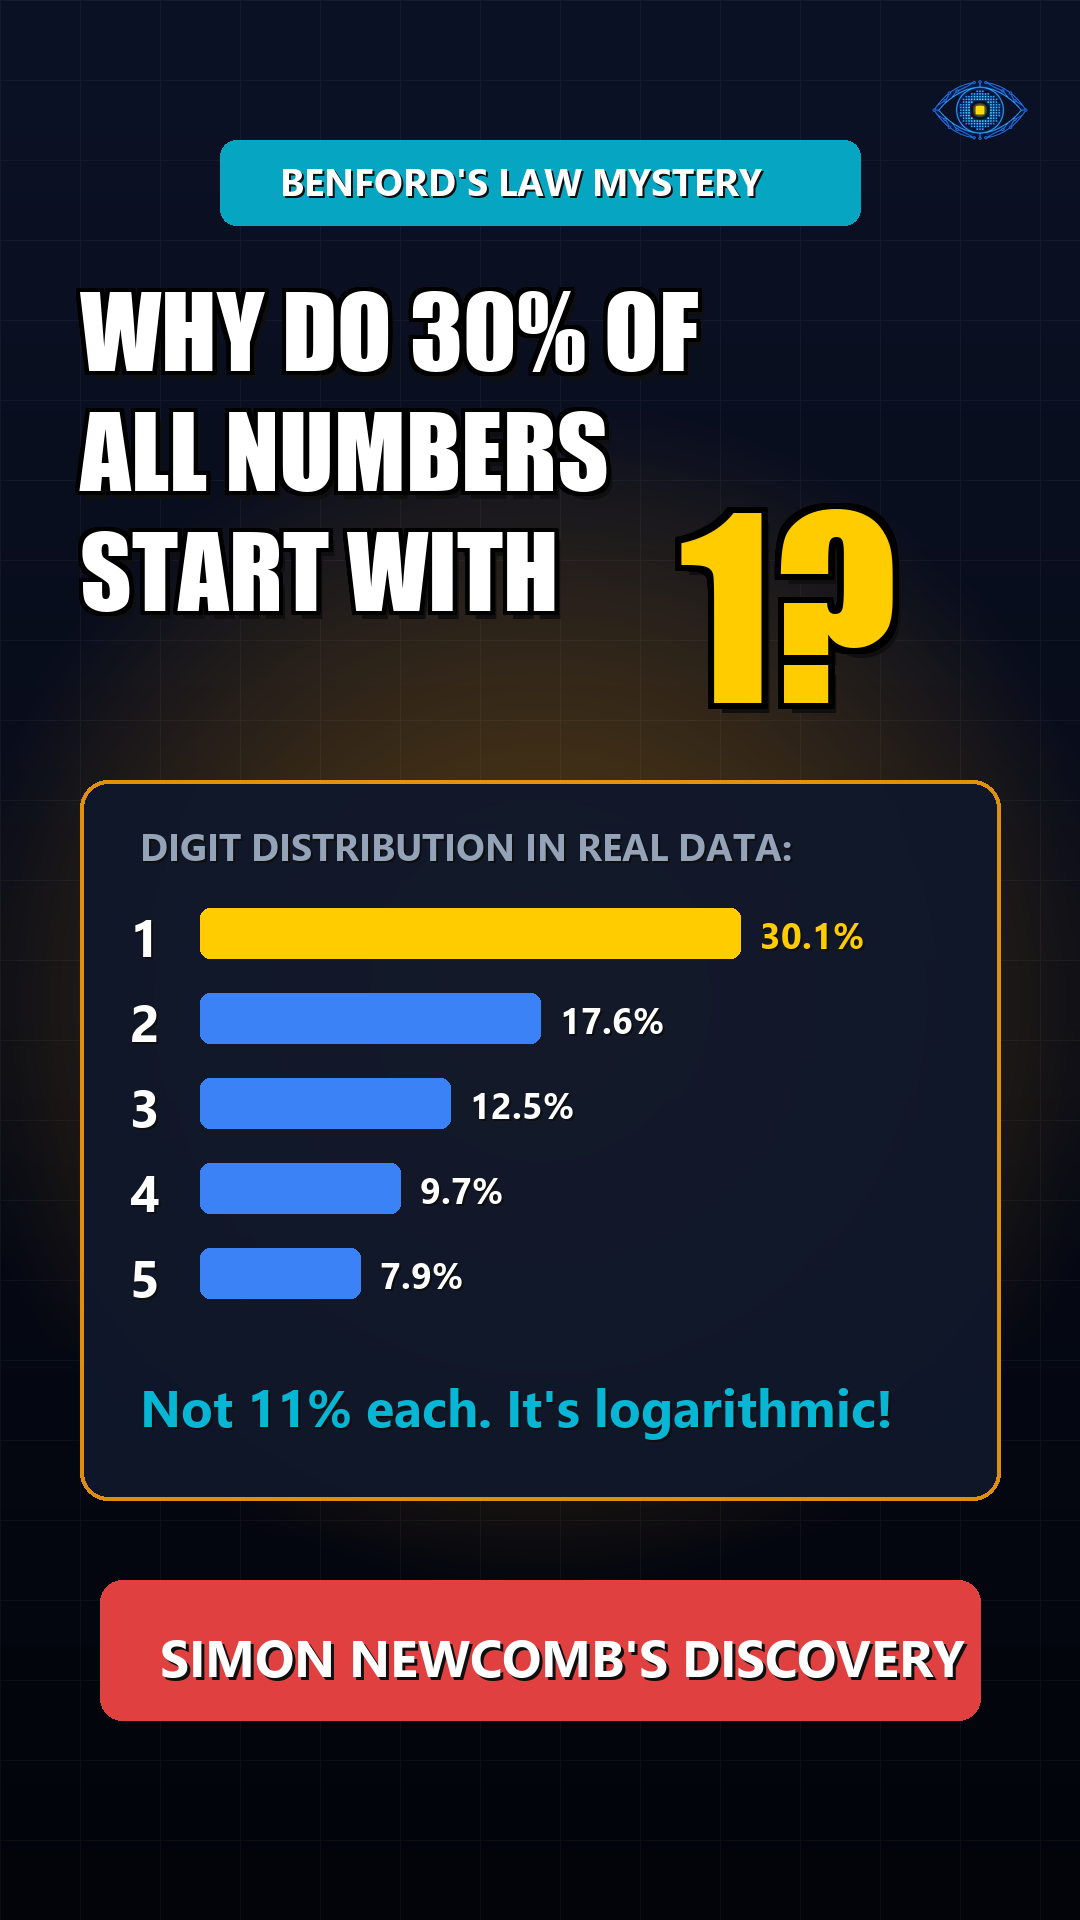 BENFORD'S LAW MYSTERY
WHY DO 30% OF
ALL NUMBERS
START WITH 1?
DIGIT DISTRIBUTION IN REAL DATA:
1 30.1%
2 17.6%
3 12.5%
4 9.7%
5 7.9%
Not 11% each. It's logarithmic!
SIMON NEWCOMB'S DISCOVERY